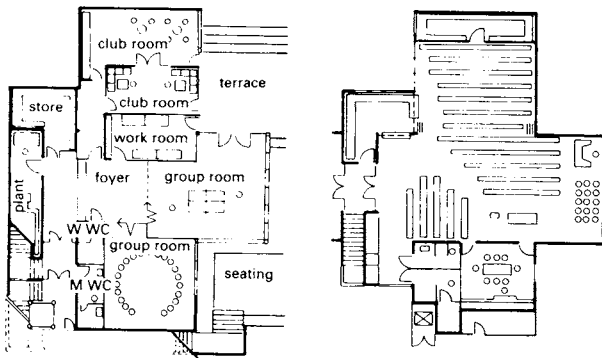 club room
terrace
club room
store
work room
foyer
group room
plant
W WC
group room
M WC
seating